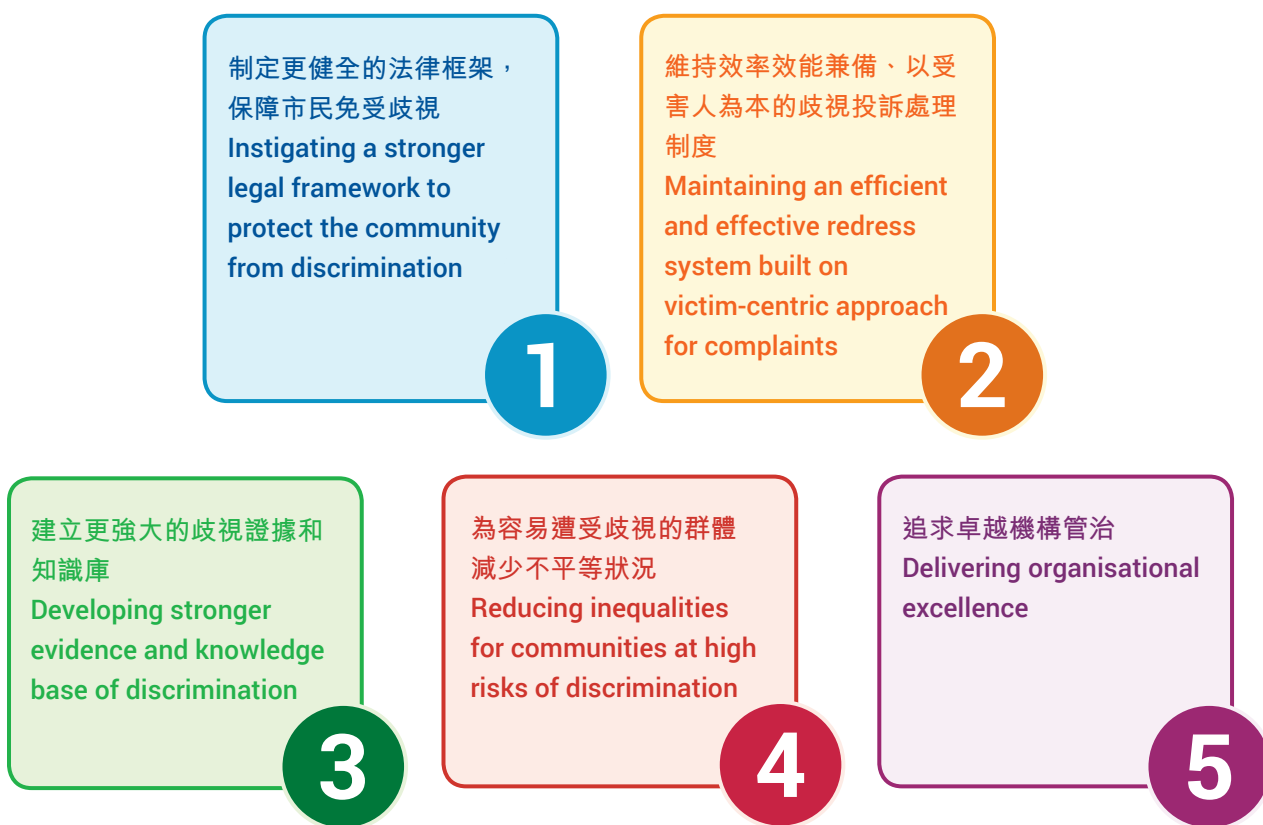 制定更健全的法律框架，
保障市民免受歧視
Instigating a stronger
legal framework to
protect the community
from discrimination
1
維持效率效能兼備、以受
害人為本的歧視投訴處理
制度
Maintaining an efficient
and effective redress
system built on
victim-centric approach
for complaints
2
建立更強大的歧視證據和
知識庫
Developing stronger
evidence and knowledge
base of discrimination
3
為容易遭受歧視的群體
減少不平等狀況
Reducing inequalities
for communities at high
risks of discrimination
4
追求卓越機構管治
Delivering organisational
excellence
5